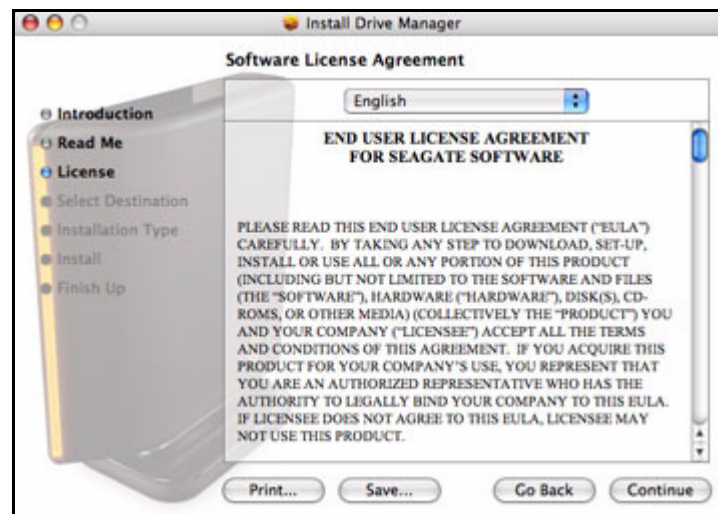 Install Drive Manager
Software License Agreement
Introduction
Read Me
License
Select Destination
Installation Type
Install
Finish Up
English
END USER LICENSE AGREEMENT
FOR SEAGATE SOFTWARE
PLEASE READ THIS END USER LICENSE AGREEMENT ("EULA")
CAREFULLY.  BY TAKING ANY STEP TO DOWNLOAD, SET-UP,
INSTALL OR USE ALL OR ANY PORTION OF THIS PRODUCT
(INCLUDING BUT NOT LIMITED TO THE SOFTWARE AND FILES
(THE "SOFTWARE"), HARDWARE ("HARDWARE"), DISK(S), CD-
ROMS, OR OTHER MEDIA) (COLLECTIVELY THE "PRODUCT") YOU
AND YOUR COMPANY ("LICENSEE") ACCEPT ALL THE TERMS
AND CONDITIONS OF THIS AGREEMENT.  IF YOU ACQUIRE THIS
PRODUCT FOR YOUR COMPANY'S USE, YOU REPRESENT THAT
YOU ARE AN AUTHORIZED REPRESENTATIVE WHO HAS THE
AUTHORITY TO LEGALLY BIND YOUR COMPANY TO THIS EULA.
IF LICENSEE DOES NOT AGREE TO THIS EULA, LICENSEE MAY
NOT USE THIS PRODUCT.
Print...
Save...
Go Back
Continue